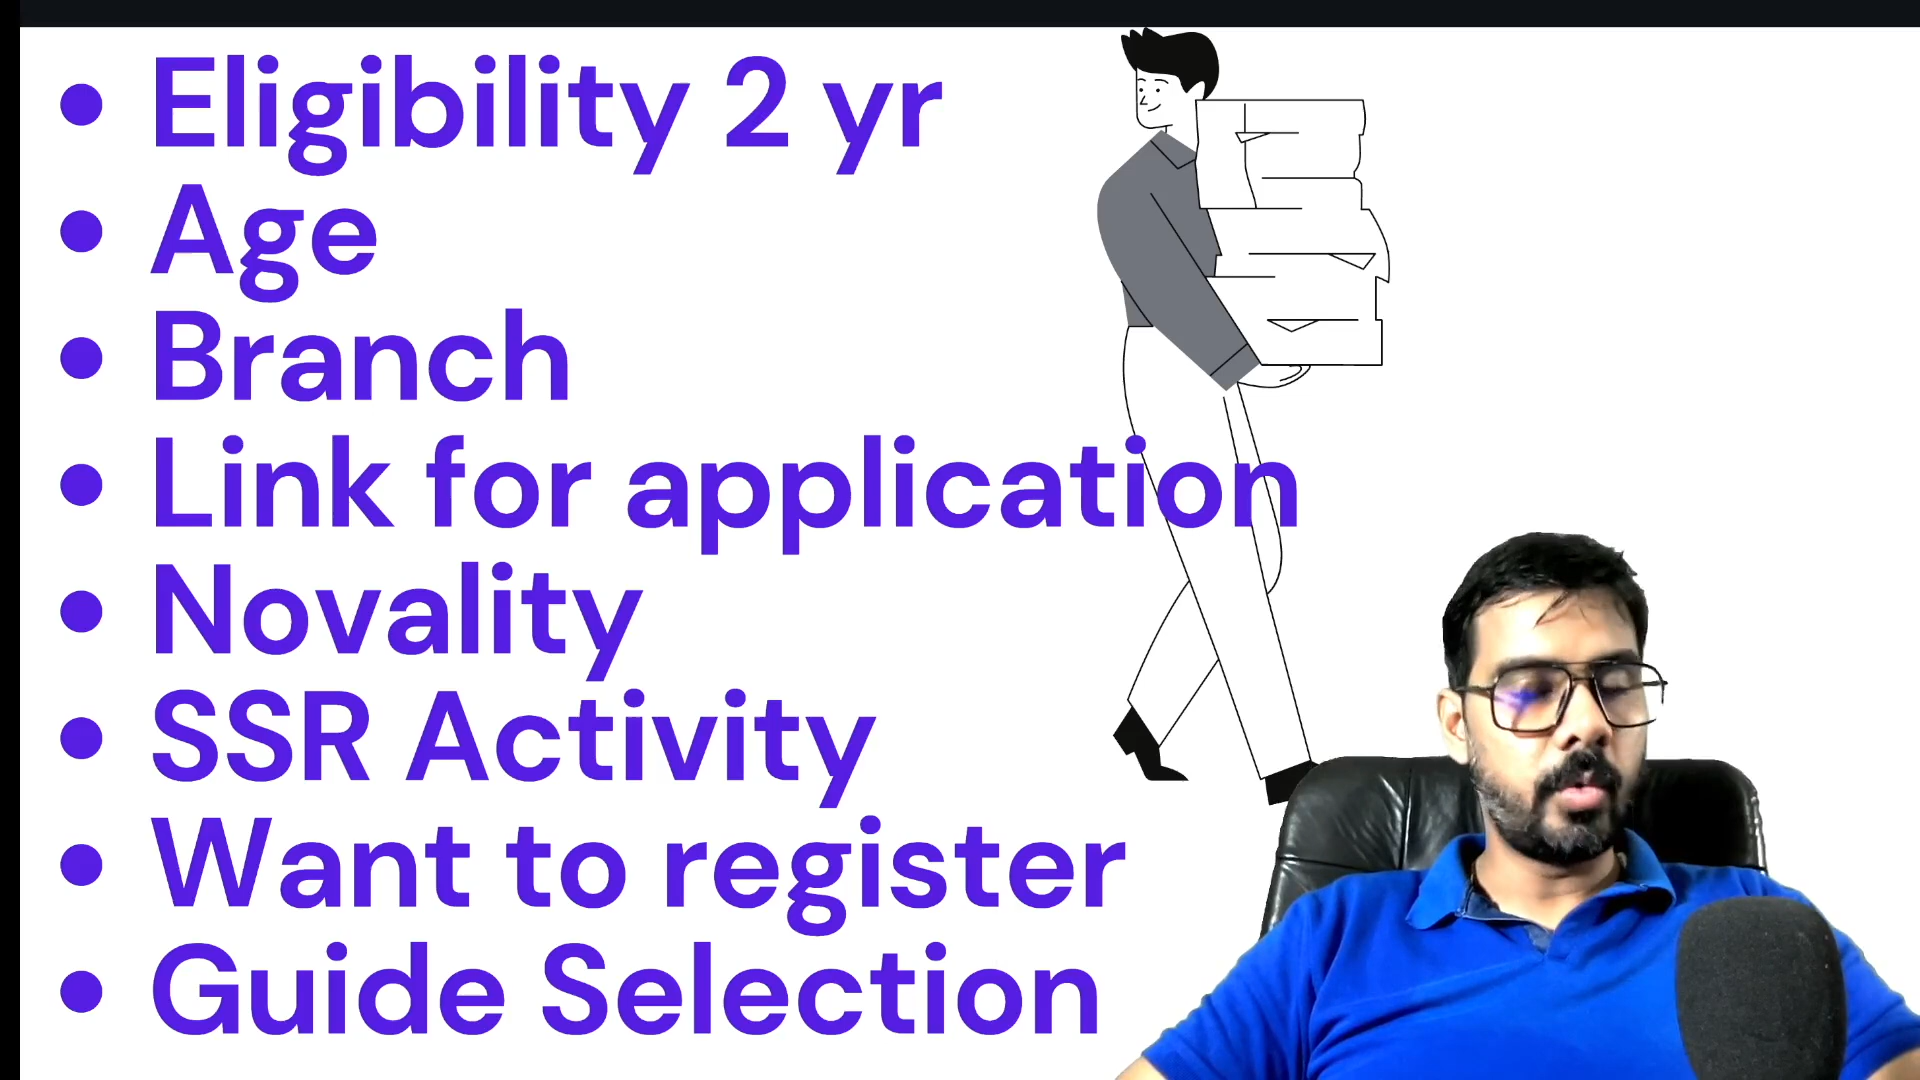 • Eligibility 2 yr
• Age
• Branch
• Link for application
• Novality
• SSR Activity
• Want to register
• Guide Selection